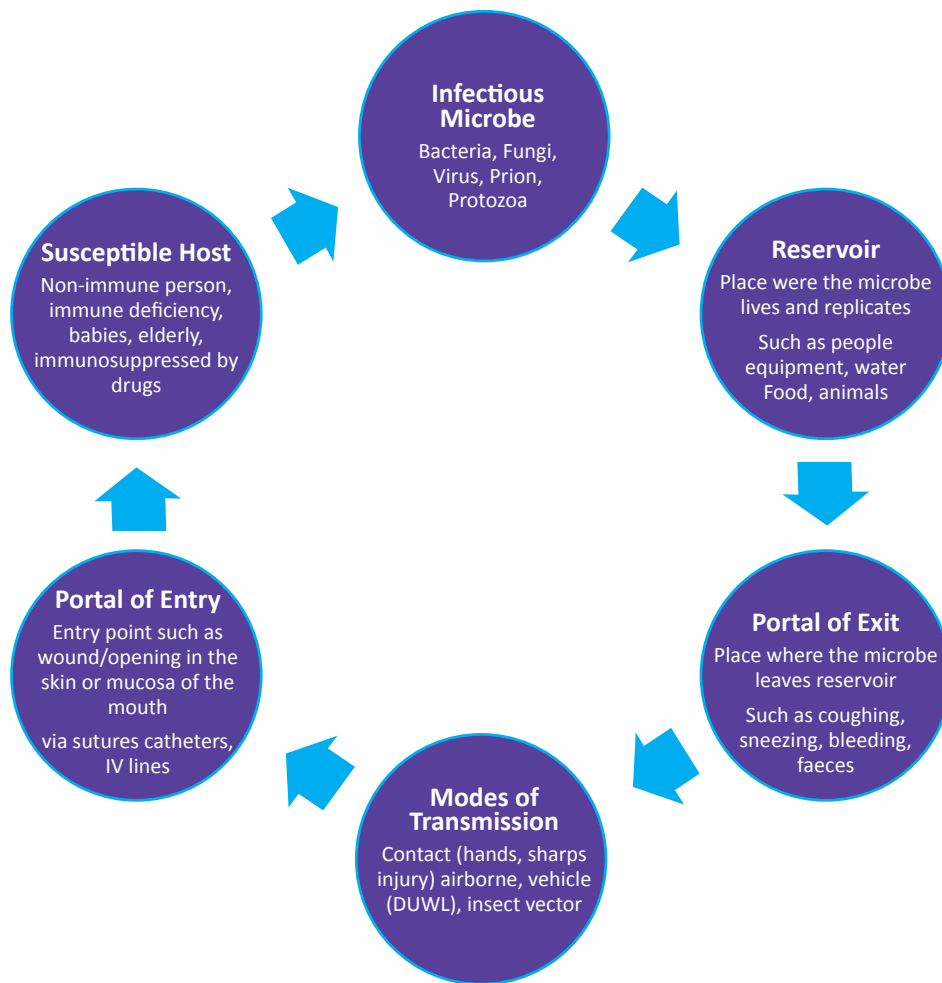 Infectious
Microbe
Bacteria, Fungi,
Virus, Prion,
Protozoa
Reservoir
Place were the microbe
lives and replicates
Such as people
equipment, water
Food, animals
Portal of Exit
Place where the microbe
leaves reservoir
Such as coughing,
sneezing, bleeding,
faeces
Modes of
Transmission
Contact (hands, sharps
injury) airborne, vehicle
(DUWL), insect vector
Portal of Entry
Entry point such as
wound/opening in the
skin or mucosa of the
mouth
via sutures catheters,
IV lines
Susceptible Host
Non-immune person,
immune deficiency,
babies, elderly,
immunosuppressed by
drugs